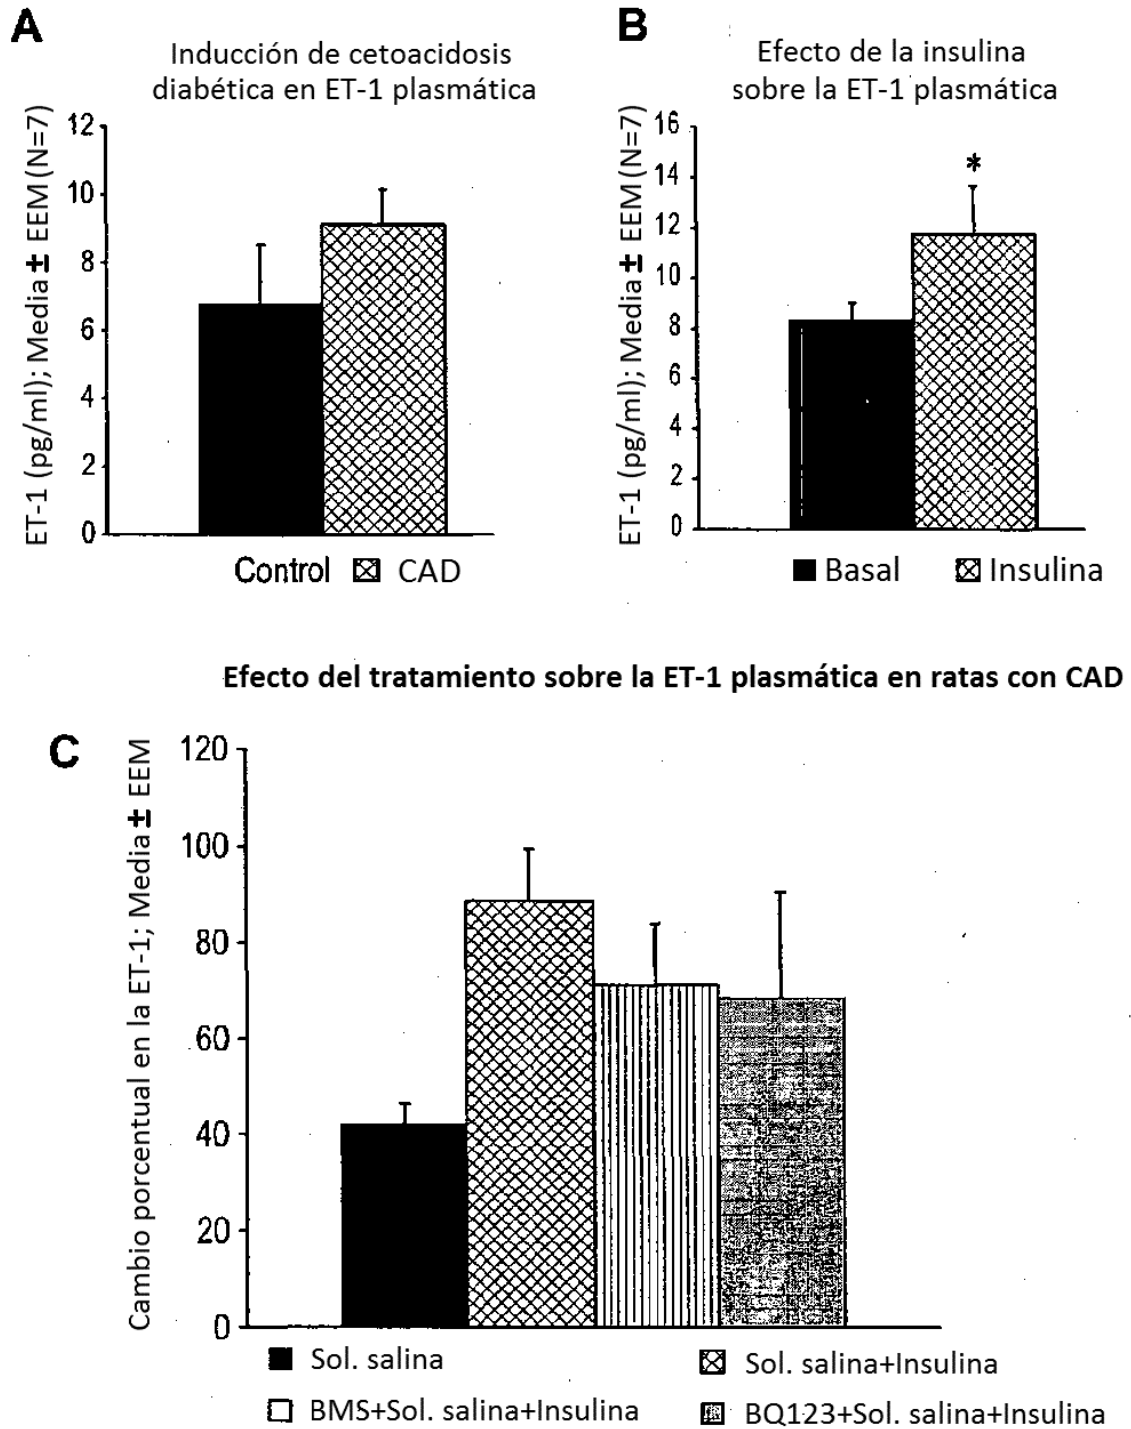 A
Inducción de cetoacidosis
diabética en ET-1 plasmática
ET-1 (pg/ml); Media ± EEM (N=7)
12
10
8
6
4
2
0
Control CAD
B
Efecto de la insulina
sobre la ET-1 plasmática
ET-1 (pg/ml); Media ± EEM (N=7)
16
14
12
10
8
6
4
2
0
*
Basal Insulina
Efecto del tratamiento sobre la ET-1 plasmática en ratas con CAD
C
Cambio porcentual en la ET-1; Media ± EEM
120
100
80
60
40
20
0
Sol. salina
Sol. salina+Insulina
BMS+Sol. salina+Insulina
BQ123+Sol. salina+Insulina